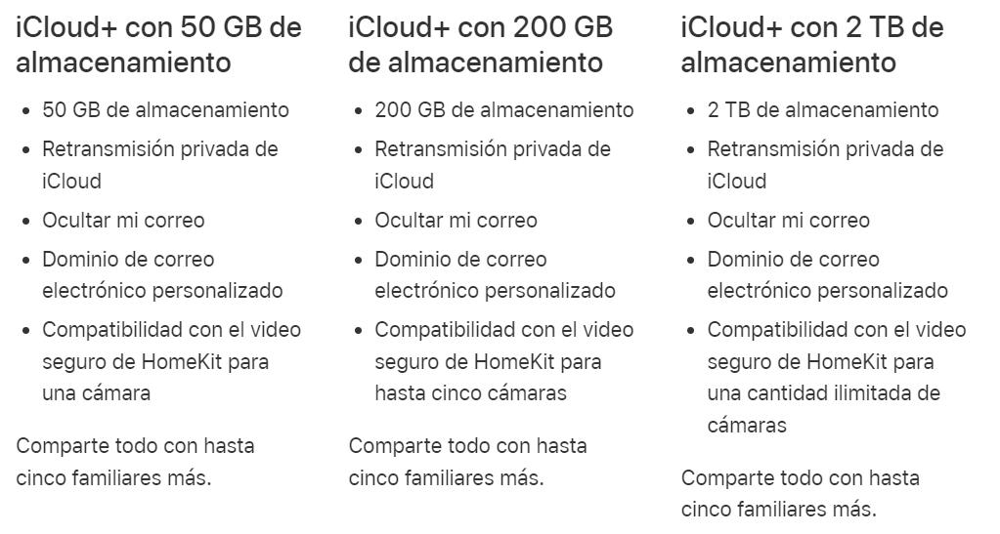 iCloud+ con 50 GB de
almacenamiento
50 GB de almacenamiento
Retransmisión privada de
iCloud
Ocultar mi correo
Dominio de correo
electrónico personalizado
Compatibilidad con el video
seguro de HomeKit para
una cámara
Comparte todo con hasta
cinco familiares más.
iCloud+ con 200 GB
de almacenamiento
200 GB de almacenamiento
Retransmisión privada de
iCloud
Ocultar mi correo
Dominio de correo
electrónico personalizado
Compatibilidad con el video
seguro de HomeKit para
hasta cinco cámaras
Comparte todo con hasta
cinco familiares más.
iCloud+ con 2 TB de
almacenamiento
2 TB de almacenamiento
Retransmisión privada de
iCloud
Ocultar mi correo
Dominio de correo
electrónico personalizado
Compatibilidad con el video
seguro de HomeKit para
una cantidad ilimitada de
cámaras
Comparte todo con hasta
cinco familiares más.